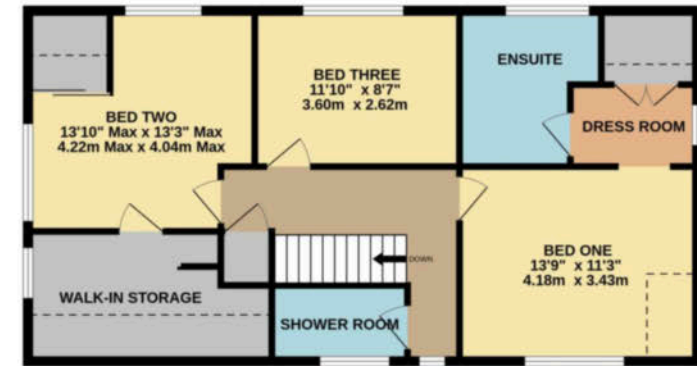 BED TWO
13'10" Max x 13'3" Max
4.22m Max x 4.04m Max
BED THREE
11'10" x 8'7"
3.60m x 2.62m
ENSUITE
DRESS ROOM
BED ONE
13'9" x 11'3"
4.18m x 3.43m
DOWN
WALK-IN STORAGE
SHOWER ROOM